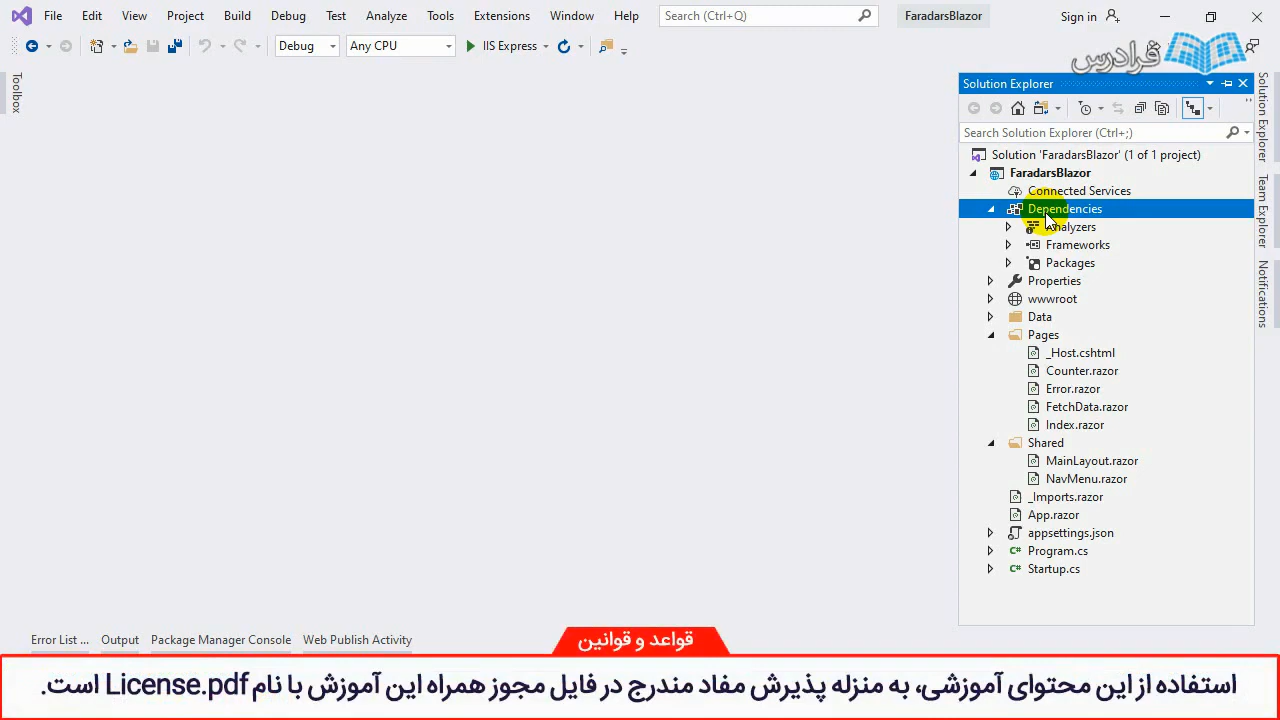 File Edit View Project Build Debug Test Analyze Tools Extensions Window Help Search (Ctrl+Q) FaradarsBlazor Sign in
Debug Any CPU IIS Express
فرادرس
Toolbox
Solution Explorer
Search Solution Explorer (Ctrl+;)
Solution 'FaradarsBlazor' (1 of 1 project)
FaradarsBlazor
Connected Services
Dependencies
Analyzers
Frameworks
Packages
Properties
wwwroot
Data
Pages
_Host.cshtml
Counter.razor
Error.razor
FetchData.razor
Index.razor
Shared
MainLayout.razor
NavMenu.razor
_Imports.razor
App.razor
appsettings.json
Program.cs
Startup.cs
Solution Explorer
Team Explorer
Notifications
Error List ... Output Package Manager Console Web Publish Activity
قواعد و قوانین
استفاده از این محتوای آموزشی، به منزله پذیرش مفاد مندرج در فایل مجوز همراه این آموزش با نام License.pdf است.